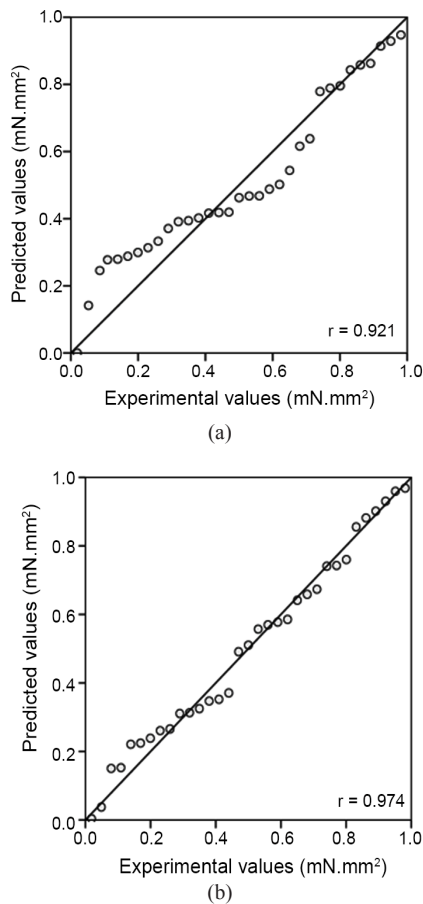 1.0
0.8
0.6
0.4
0.2
0.0
Predicted values (mN.mm²)
r = 0.921
0.0 0.2 0.4 0.6 0.8 1.0
Experimental values (mN.mm²)
(a)
1.0
0.8
0.6
0.4
0.2
0.0
Predicted values (mN.mm²)
r = 0.974
0.0 0.2 0.4 0.6 0.8 1.0
Experimental values (mN.mm²)
(b)